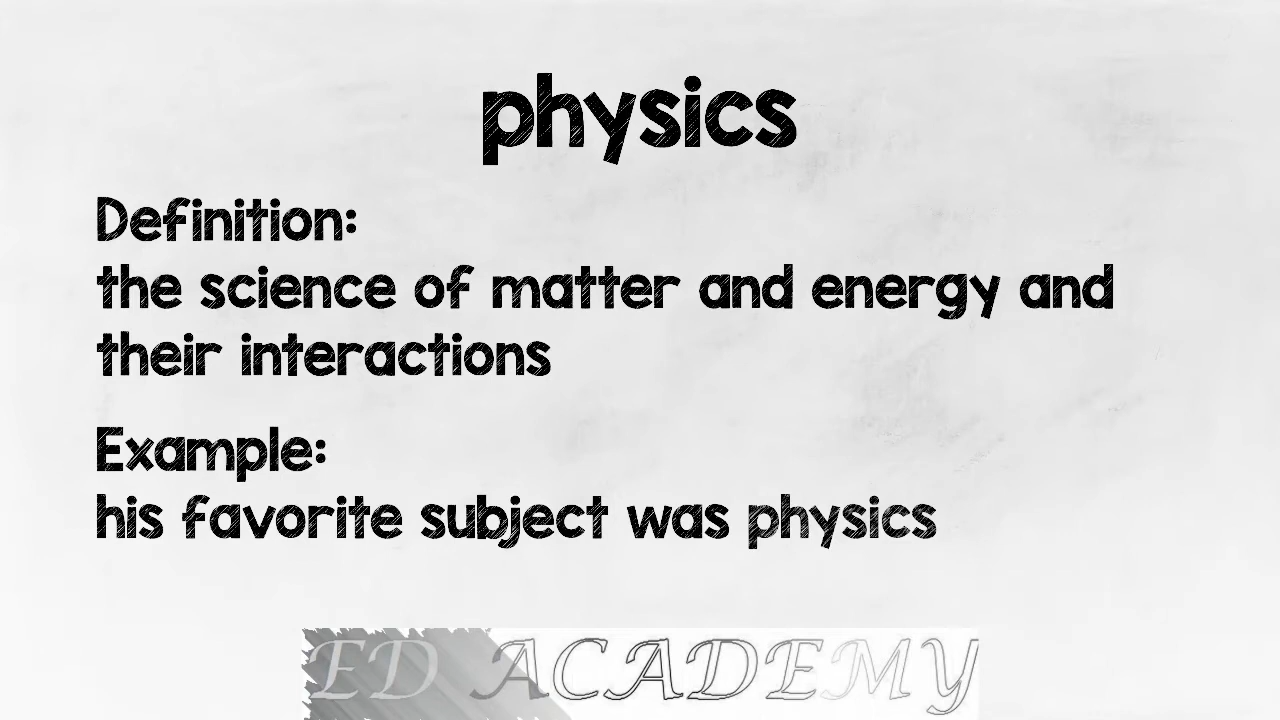 physics
Definition:
the science of matter and energy and
their interactions
Example:
his favorite subject was physics
ED ACADEMY